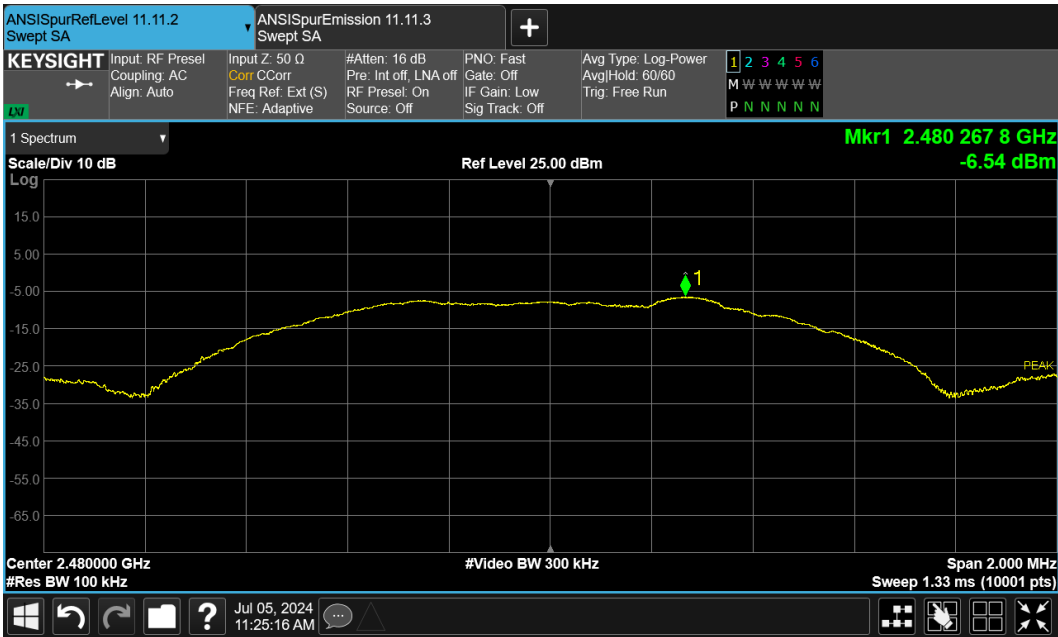 ANSISpurRefLevel 11.11.2
Swept SA
ANSISpurEmission 11.11.3
Swept SA
KEYSIGHT
LXI
Input: RF Presel
Coupling: AC
Align: Auto
Input Z: 50 Ω
Corr CCorr
Freq Ref: Ext (S)
NFE: Adaptive
#Atten: 16 dB
Pre: Int off, LNA off
RF Presel: On
Source: Off
PNO: Fast
Gate: Off
IF Gain: Low
Sig Track: Off
Avg Type: Log-Power
Avg|Hold: 60/60
Trig: Free Run
1 2 3 4 5 6
M W W W W W
P N N N N N
1 Spectrum
Mkr1 2.480 267 8 GHz
-6.54 dBm
Scale/Div 10 dB
Ref Level 25.00 dBm
Log
15.0
5.00
-5.00
-15.0
-25.0
-35.0
-45.0
-55.0
-65.0
1
PEAK
Center 2.480000 GHz
#Video BW 300 kHz
Span 2.000 MHz
#Res BW 100 kHz
Sweep 1.33 ms (10001 pts)
?
Jul 05, 2024
11:25:16 AM